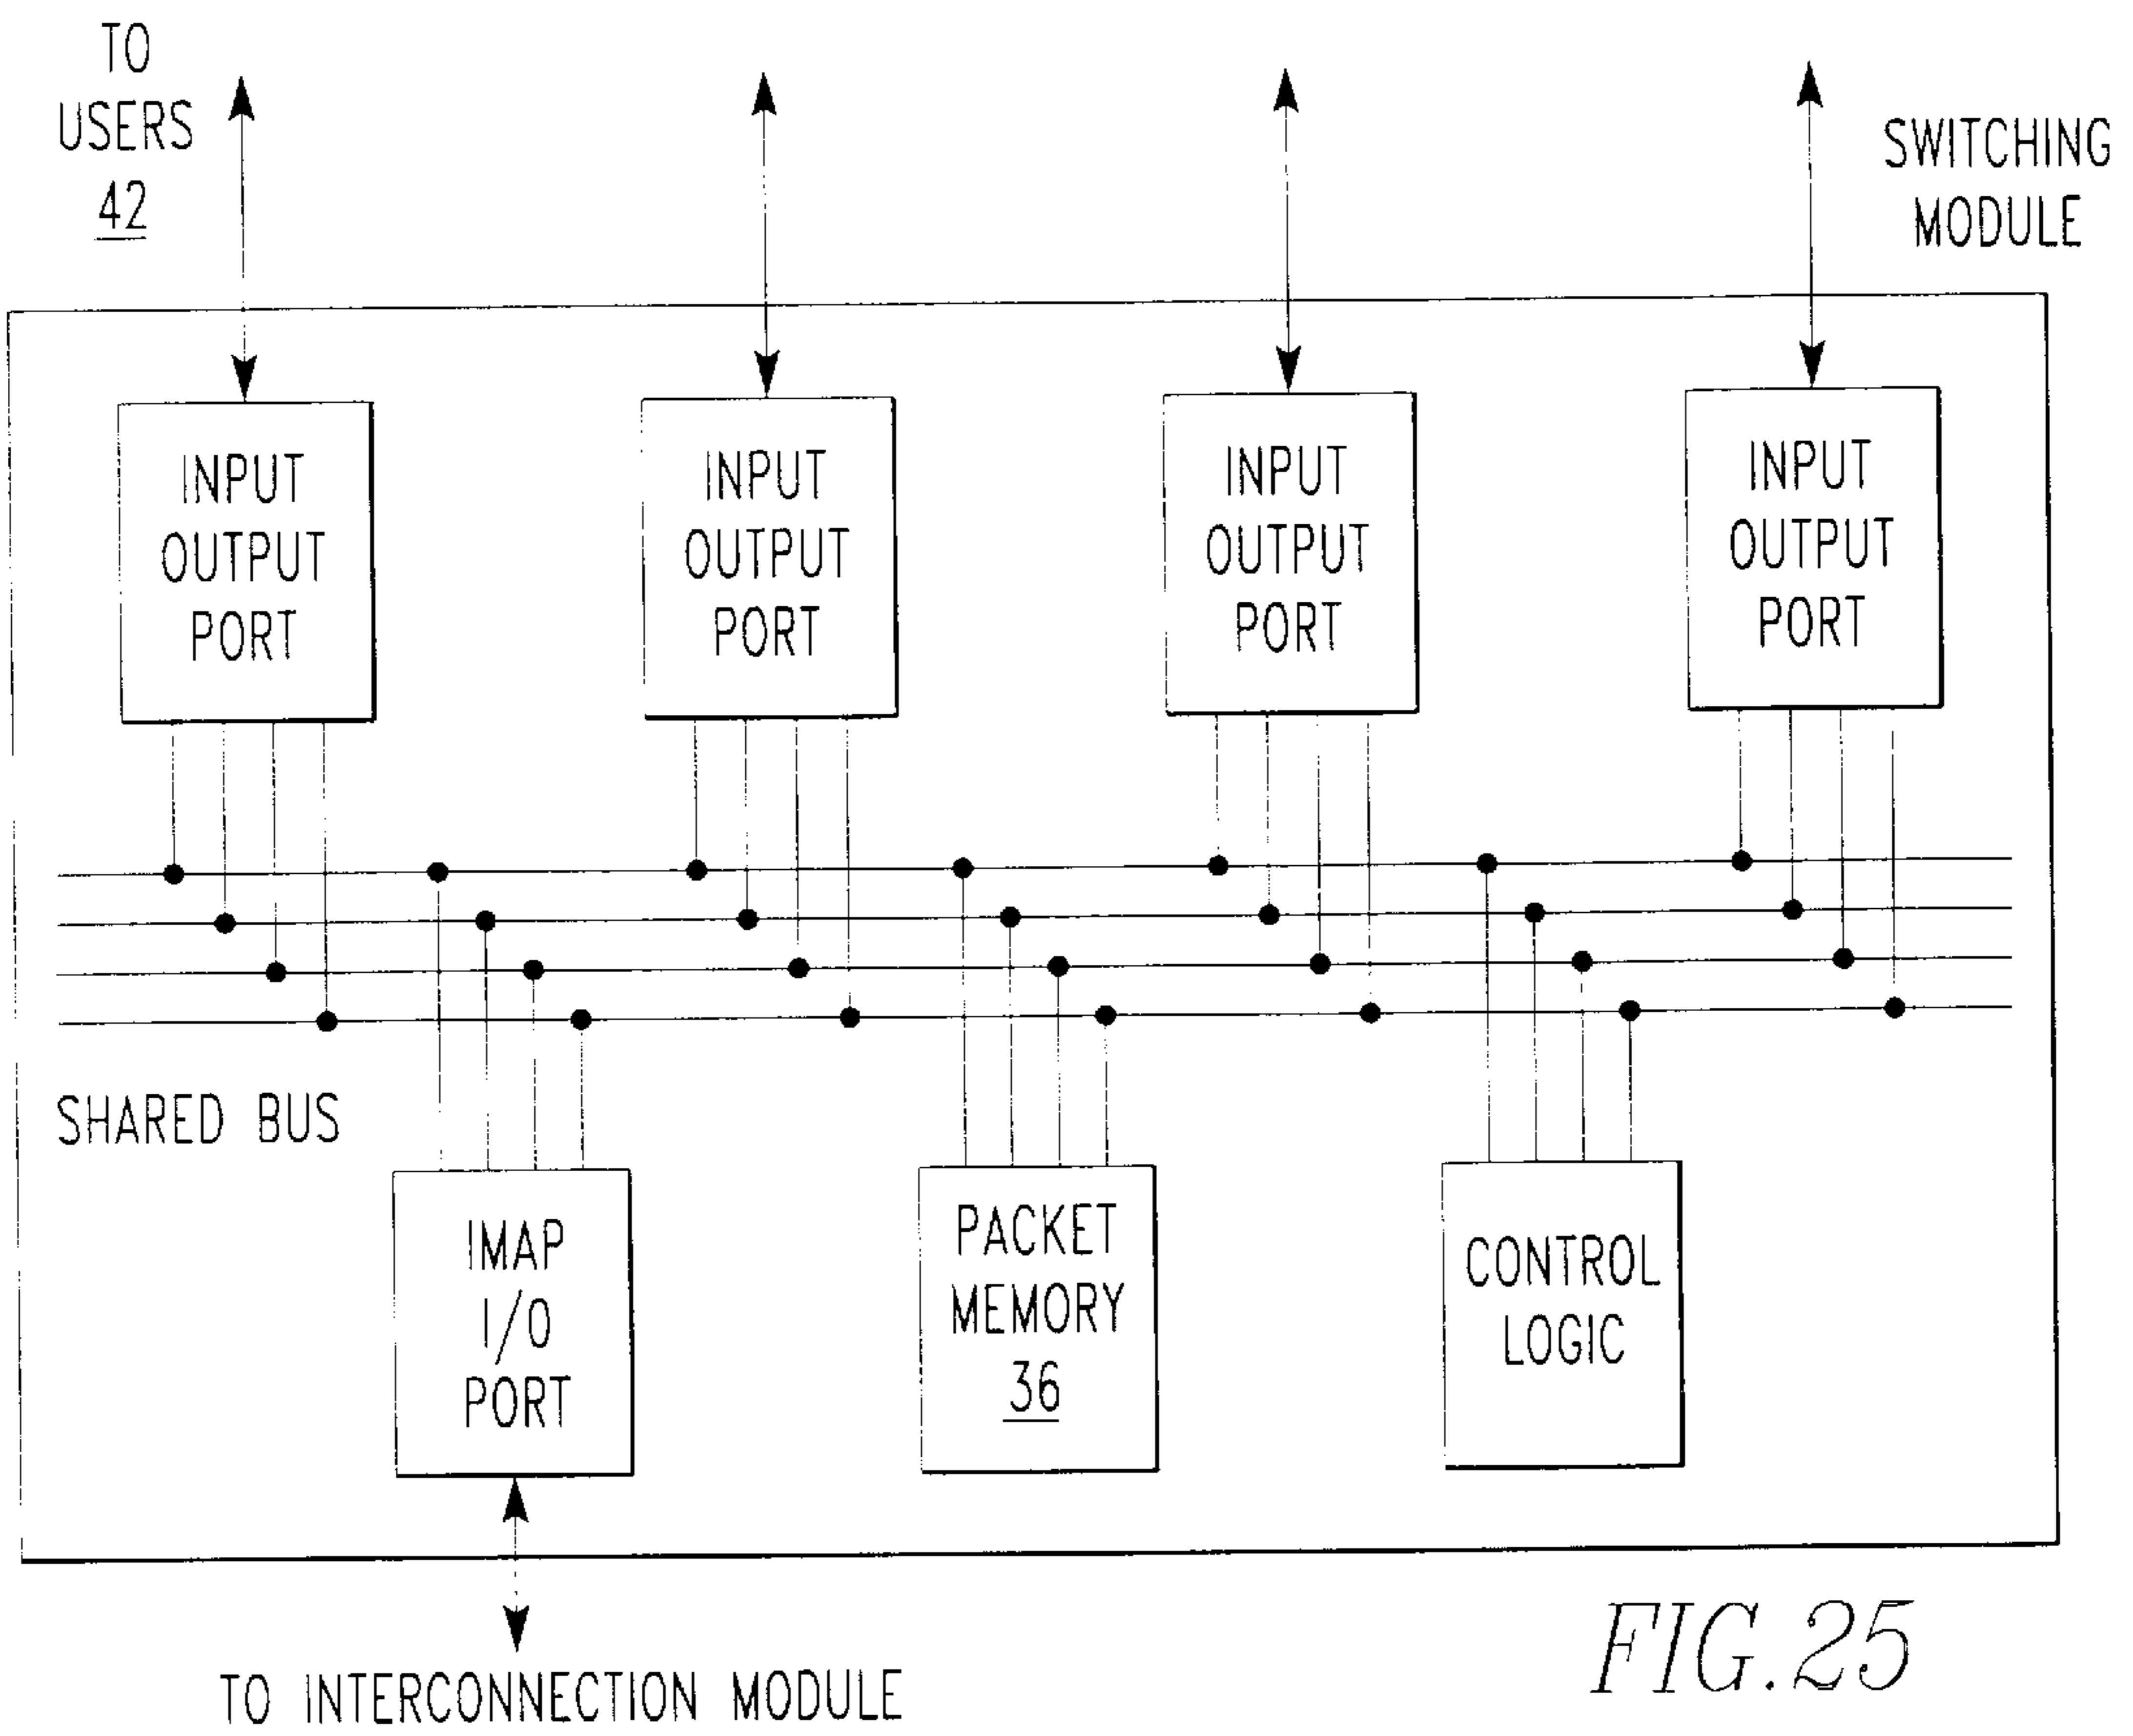 TO
USERS
42
SWITCHING
MODULE
INPUT
OUTPUT
PORT
INPUT
OUTPUT
PORT
INPUT
OUTPUT
PORT
INPUT
OUTPUT
PORT
SHARED BUS
IMAP
I/O
PORT
PACKET
MEMORY
36
CONTROL
LOGIC
TO INTERCONNECTION MODULE
FIG.25